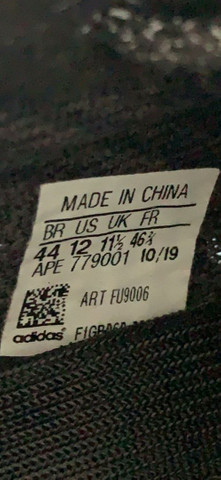 MADE IN CHINA
BR US UK FR
44 12 11½ 46⅔
APE 779001 10/19
ART FU9006
adidas